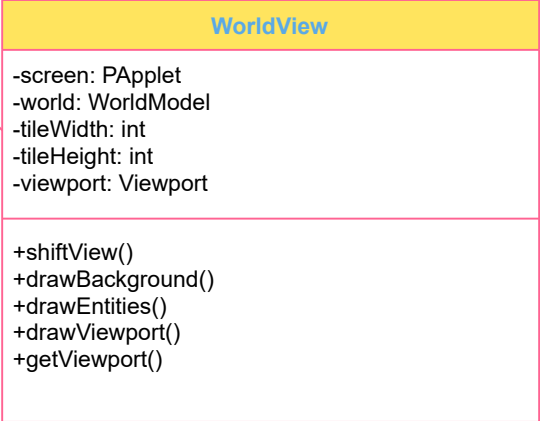 WorldView
-screen: PApplet
-world: WorldModel
-tileWidth: int
-tileHeight: int
-viewport: Viewport
+shiftView()
+drawBackground()
+drawEntities()
+drawViewport()
+getViewport()